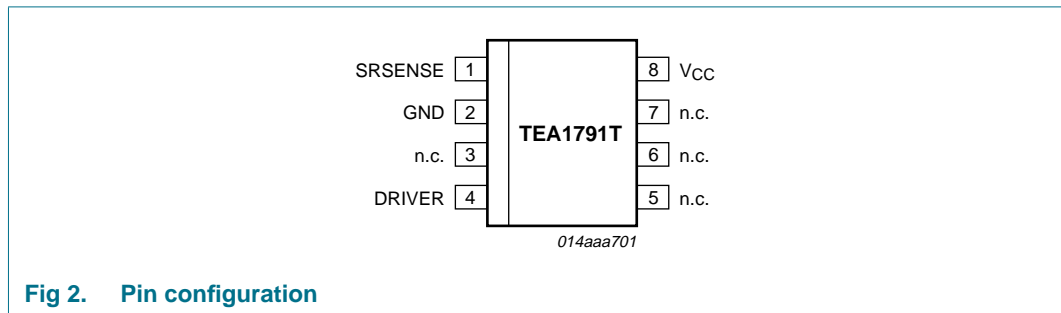 SRSENSE 1
GND 2
n.c. 3
DRIVER 4
TEA1791T
8 VCC
7 n.c.
6 n.c.
5 n.c.
014aaa701
Fig 2. Pin configuration